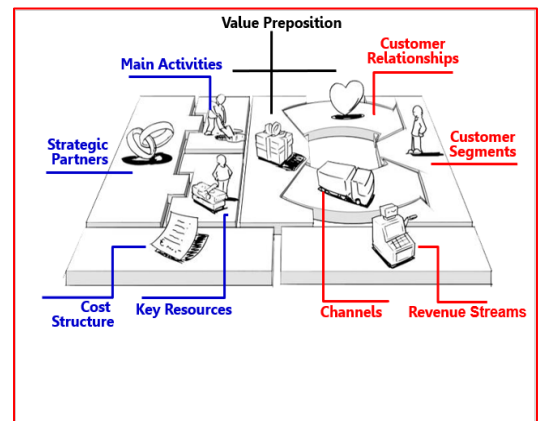 Value Preposition
Customer
Relationships
Main Activities
Strategic
Partners
Customer
Segments
Cost
Structure
Key Resources
Channels
Revenue Streams